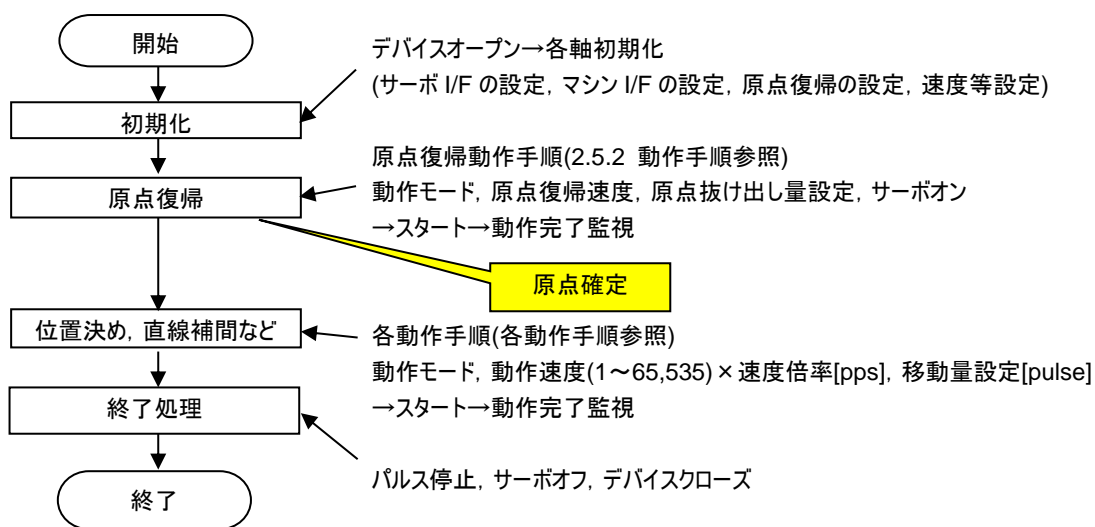 開始
デバイスオープン→各軸初期化
(サーボ I/F の設定, マシン I/F の設定, 原点復帰の設定, 速度等設定)
初期化
原点復帰動作手順(2.5.2 動作手順参照)
原点復帰
動作モード, 原点復帰速度, 原点抜け出し量設定, サーボオン
→スタート→動作完了監視
原点確定
位置決め, 直線補間など
各動作手順(各動作手順参照)
動作モード, 動作速度(1～65,535)×速度倍率[pps], 移動量設定[pulse]
→スタート→動作完了監視
終了処理
パルス停止, サーボオフ, デバイスクローズ
終了